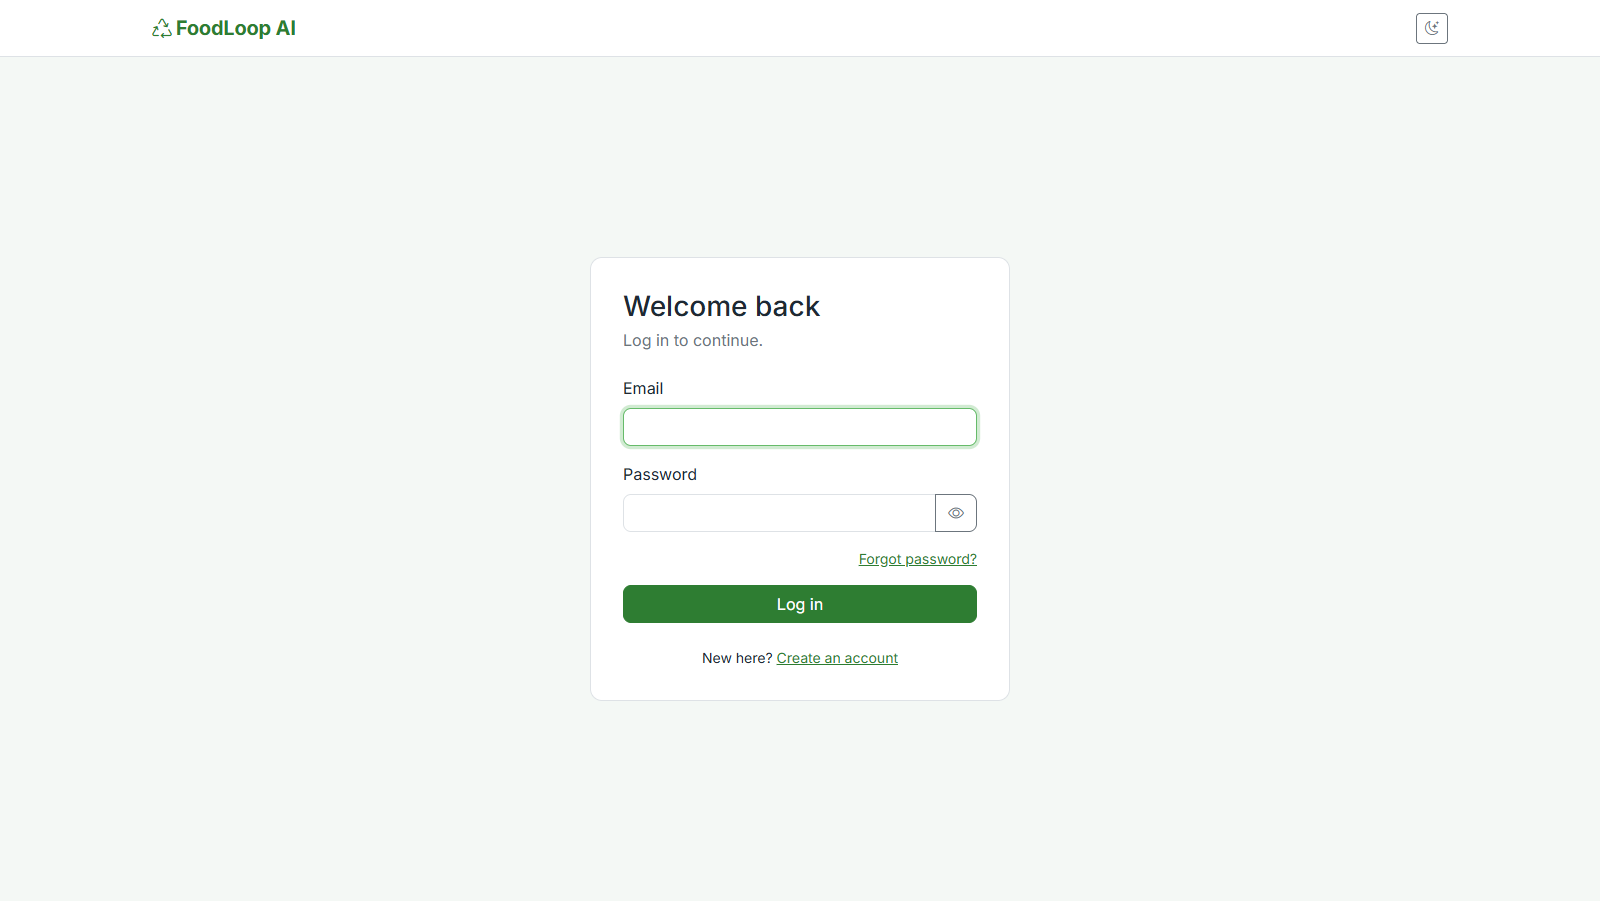 FoodLoop AI
Welcome back
Log in to continue.
Email
Password
Forgot password?
Log in
New here? Create an account